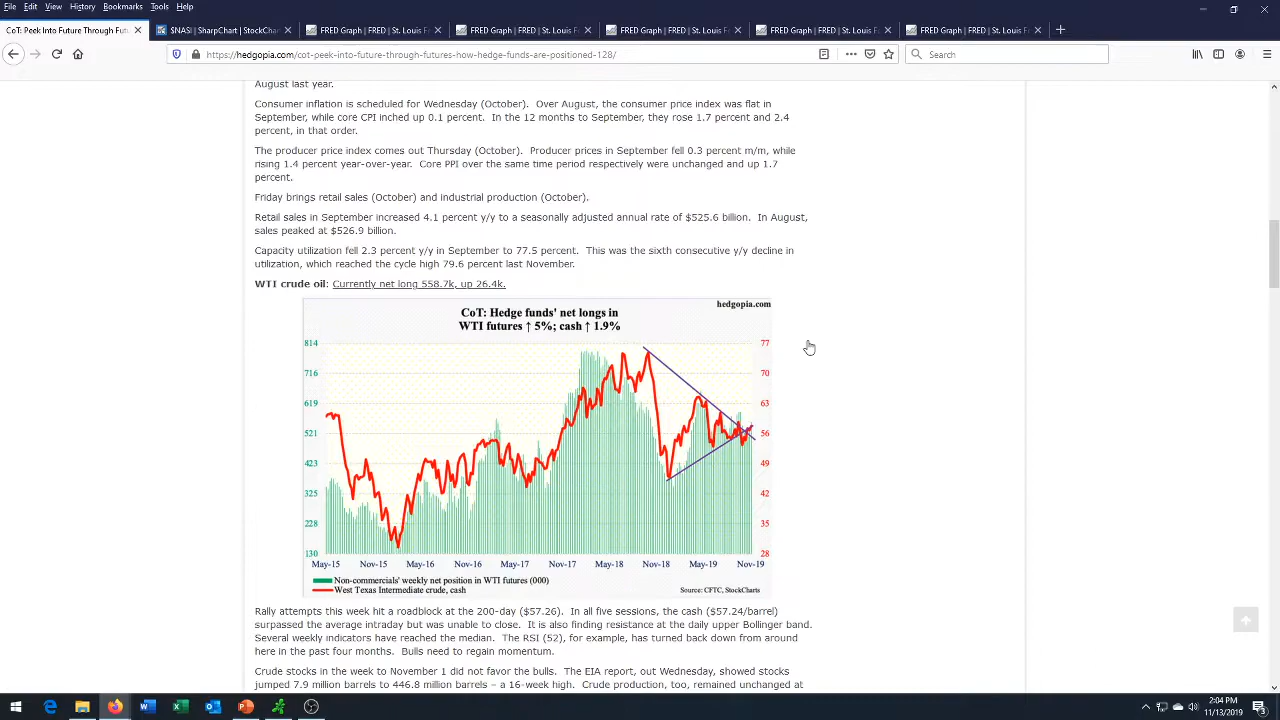 File Edit View History Bookmarks Tools Help
CoT: Peek Into Future Through Futu
$NASI | SharpChart | StockChar
FRED Graph | FRED | St. Louis Fe
FRED Graph | FRED | St. Louis Fe
FRED Graph | FRED | St. Louis Fe
FRED Graph | FRED | St. Louis Fe
FRED Graph | FRED | St. Louis Fe
https://hedgopia.com/cot-peek-into-future-through-futures-how-hedge-funds-are-positioned-128/
Search
August last year.
Consumer inflation is scheduled for Wednesday (October). Over August, the consumer price index was flat in
September, while core CPI inched up 0.1 percent. In the 12 months to September, they rose 1.7 percent and 2.4
percent, in that order.
The producer price index comes out Thursday (October). Producer prices in September fell 0.3 percent m/m, while
rising 1.4 percent year-over-year. Core PPI over the same time period respectively were unchanged and up 1.7
percent.
Friday brings retail sales (October) and industrial production (October).
Retail sales in September increased 4.1 percent y/y to a seasonally adjusted annual rate of $525.6 billion. In August,
sales peaked at $526.9 billion.
Capacity utilization fell 2.3 percent y/y in September to 77.5 percent. This was the sixth consecutive y/y decline in
utilization, which reached the cycle high 79.6 percent last November.
WTI crude oil: Currently net long 558.7k, up 26.4k.
hedgopia.com
CoT: Hedge funds' net longs in
WTI futures ↑ 5%; cash ↑ 1.9%
814 77
716 70
619 63
521 56
423 49
325 42
228 35
130 28
May-15 Nov-15 May-16 Nov-16 May-17 Nov-17 May-18 Nov-18 May-19 Nov-19
Non-commercials' weekly net position in WTI futures (000)
West Texas Intermediate crude, cash
Source: CFTC, StockCharts
Rally attempts this week hit a roadblock at the 200-day ($57.26). In all five sessions, the cash ($57.24/barrel)
surpassed the average intraday but was unable to close. It is also finding resistance at the daily upper Bollinger band.
Several weekly indicators have reached the median. The RSI (52), for example, has turned back down from around
here in the past four months. Bulls need to regain momentum.
Crude stocks in the week to November 1 did not favor the bulls. The EIA report, out Wednesday, showed stocks
jumped 7.9 million barrels to 446.8 million barrels – a 16-week high. Crude production, too, remained unchanged at
2:04 PM
11/13/2019